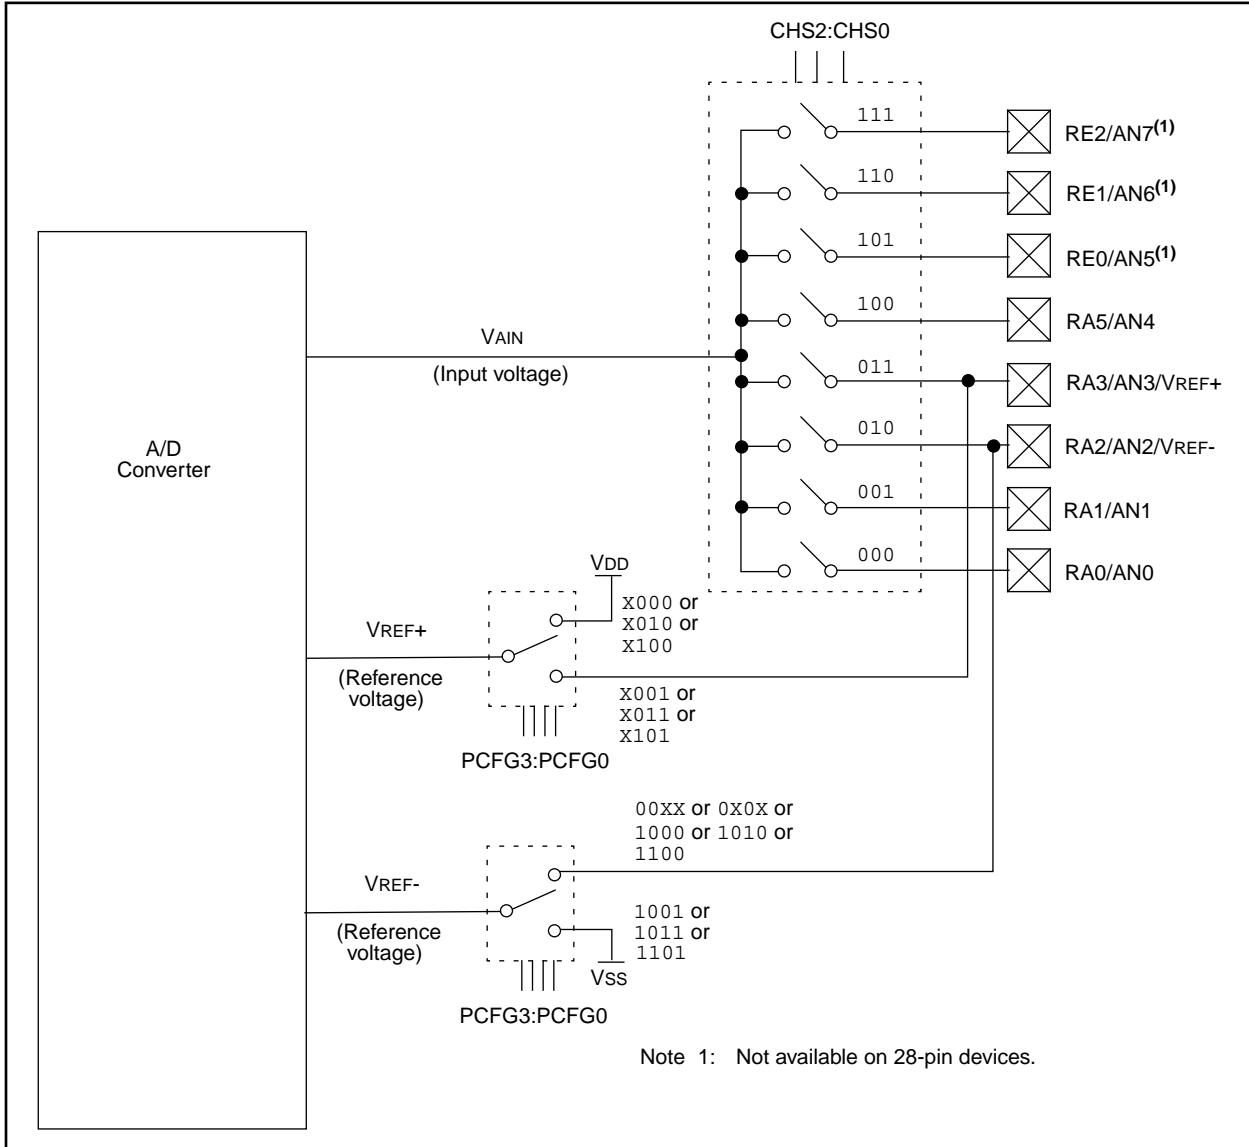 CHS2:CHS0
111
RE2/AN7(1)
110
RE1/AN6(1)
101
RE0/AN5(1)
100
RA5/AN4
VAIN
(Input voltage)
011
RA3/AN3/VREF+
010
RA2/AN2/VREF-
A/D
Converter
001
RA1/AN1
000
RA0/AN0
VDD
X000 or
X010 or
X100
VREF+
(Reference
voltage)
X001 or
X011 or
X101
PCFG3:PCFG0
00XX or 0X0X or
1000 or 1010 or
1100
VREF-
(Reference
voltage)
1001 or
1011 or
1101
VSS
PCFG3:PCFG0
Note 1: Not available on 28-pin devices.